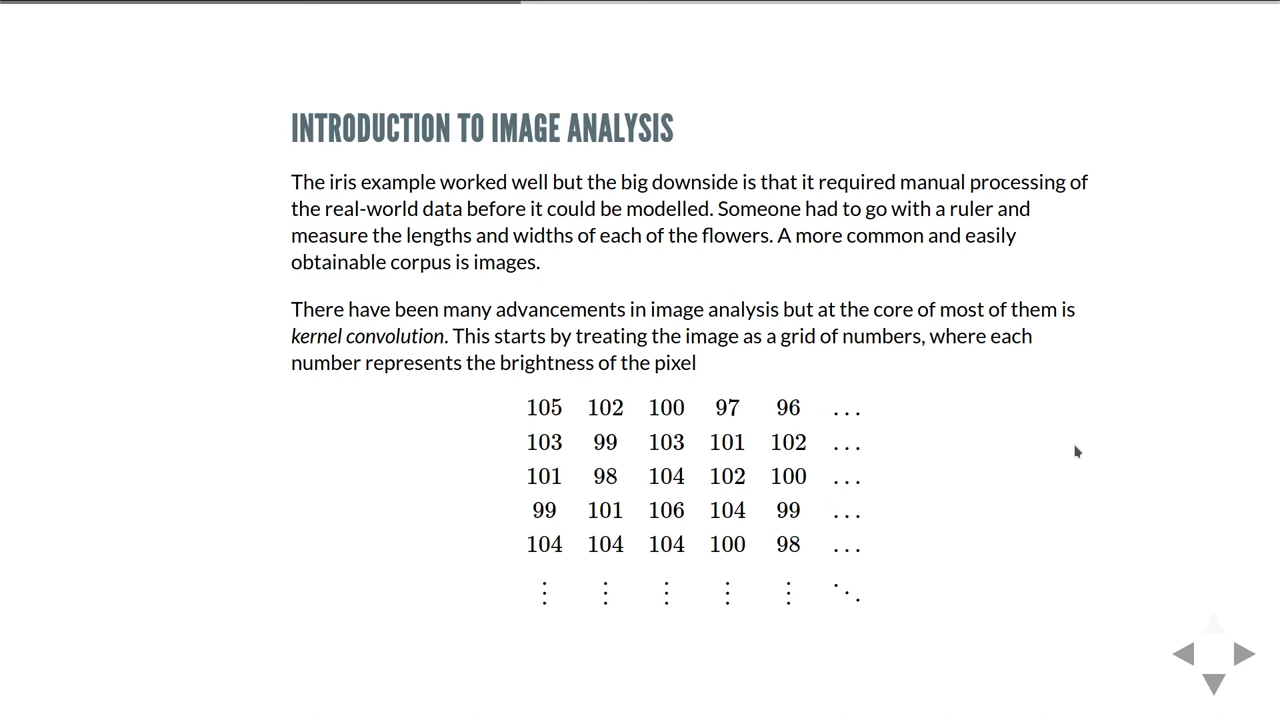 INTRODUCTION TO IMAGE ANALYSIS
The iris example worked well but the big downside is that it required manual processing of
the real-world data before it could be modelled. Someone had to go with a ruler and
measure the lengths and widths of each of the flowers. A more common and easily
obtainable corpus is images.
There have been many advancements in image analysis but at the core of most of them is
kernel convolution. This starts by treating the image as a grid of numbers, where each
number represents the brightness of the pixel
105 102 100 97 96 …
103 99 103 101 102 …
101 98 104 102 100 …
99 101 106 104 99 …
104 104 104 100 98 …
⋮ ⋮ ⋮ ⋮ ⋮ ⋱